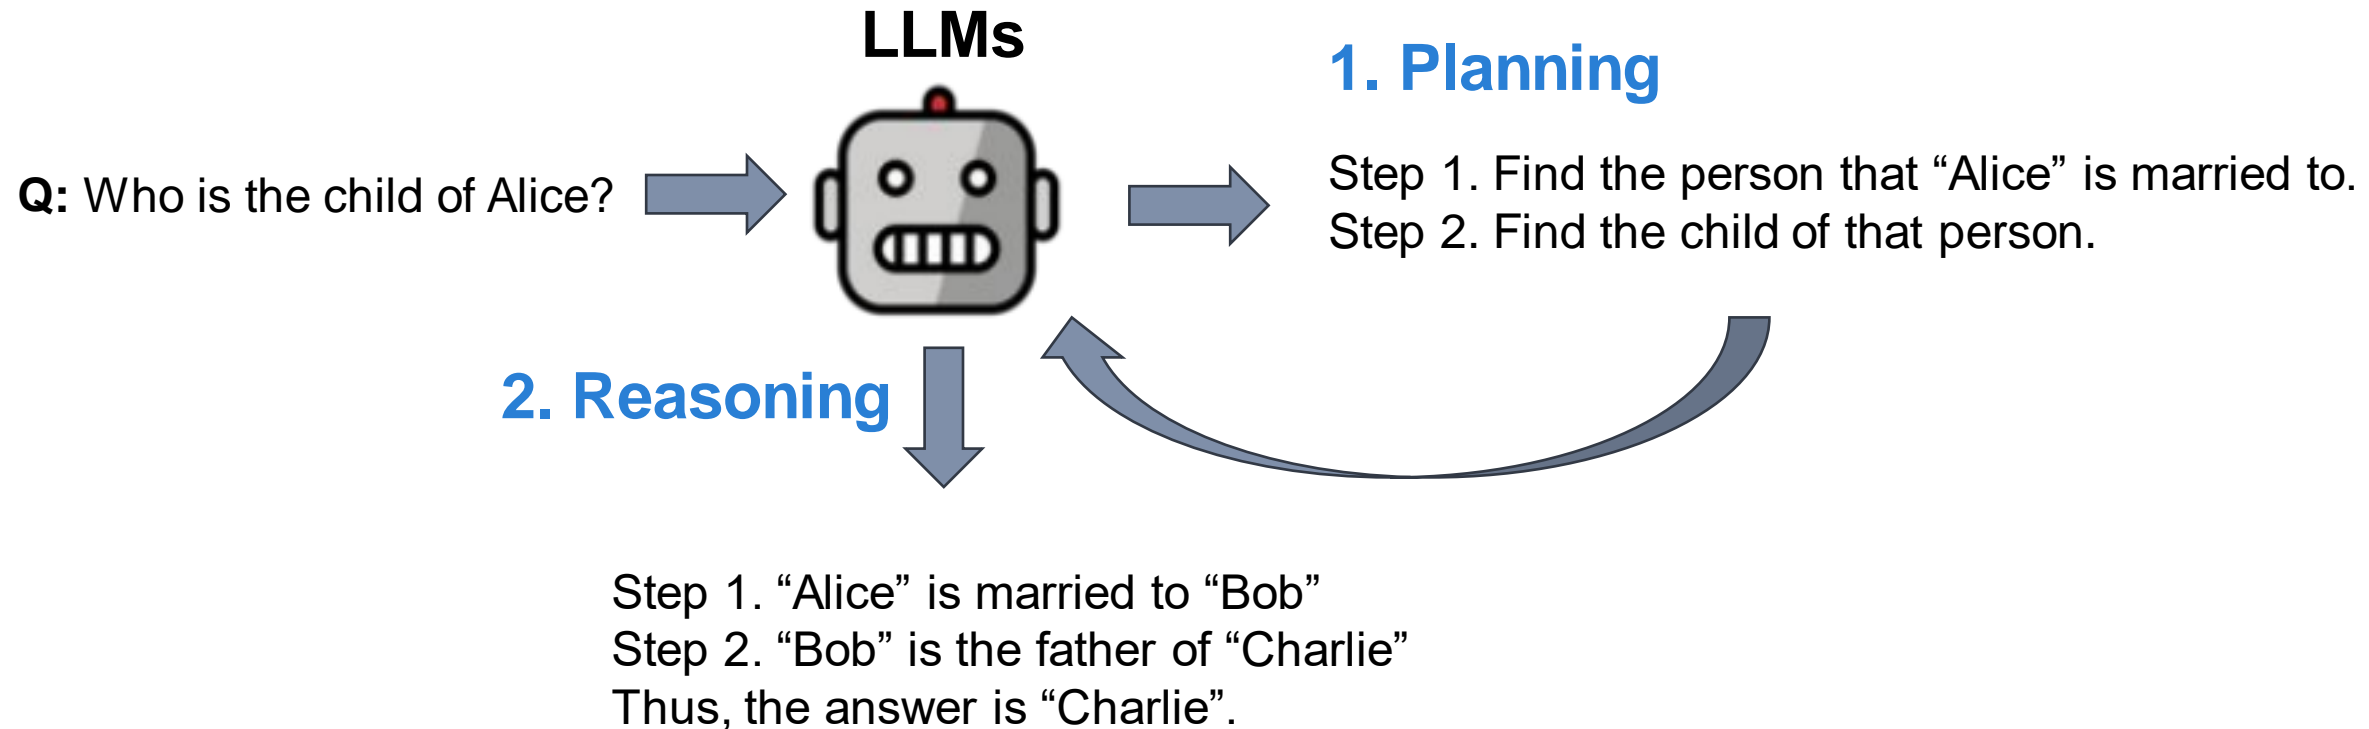 LLMs
1. Planning
Q: Who is the child of Alice?
Step 1. Find the person that “Alice” is married to.
Step 2. Find the child of that person.
2. Reasoning
Step 1. “Alice” is married to “Bob”
Step 2. “Bob” is the father of “Charlie”
Thus, the answer is “Charlie”.